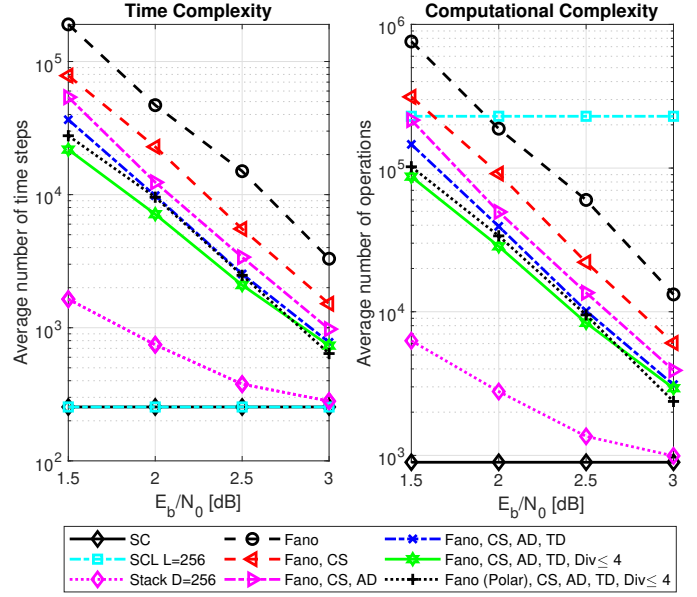 Time Complexity
Computational Complexity
Average number of time steps
10^5
10^4
10^3
10^2
1.5 2 2.5 3
E_b/N_0 [dB]
Average number of operations
10^6
10^5
10^4
10^3
1.5 2 2.5 3
E_b/N_0 [dB]
SC
SCL L=256
Stack D=256
Fano
Fano, CS
Fano, CS, AD
Fano, CS, AD, TD
Fano, CS, AD, TD, Div≤ 4
Fano (Polar), CS, AD, TD, Div≤ 4